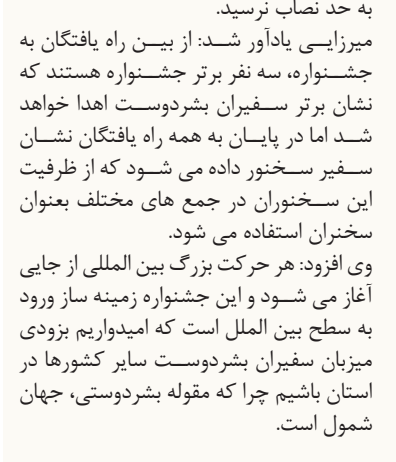 به حد نصاب نرسید.
میرزایی یادآور شد: از بین راه یافتگان به
جشنواره، سه نفر برتر جشنواره هستند که
نشان برتر سفیران بشردوست اهدا خواهد
شد اما در پایان به همه راه یافتگان نشان
سفیر سخنور داده می شود که از ظرفیت
این سخنوران در جمع های مختلف بعنوان
سخنران استفاده می شود.
وی افزود: هر حرکت بزرگ بین المللی از جایی
آغاز می شود و این جشنواره زمینه ساز ورود
به سطح بین الملل است که امیدواریم بزودی
میزبان سفیران بشردوست سایر کشورها در
استان باشیم چرا که مقوله بشردوستی، جهان
شمول است.